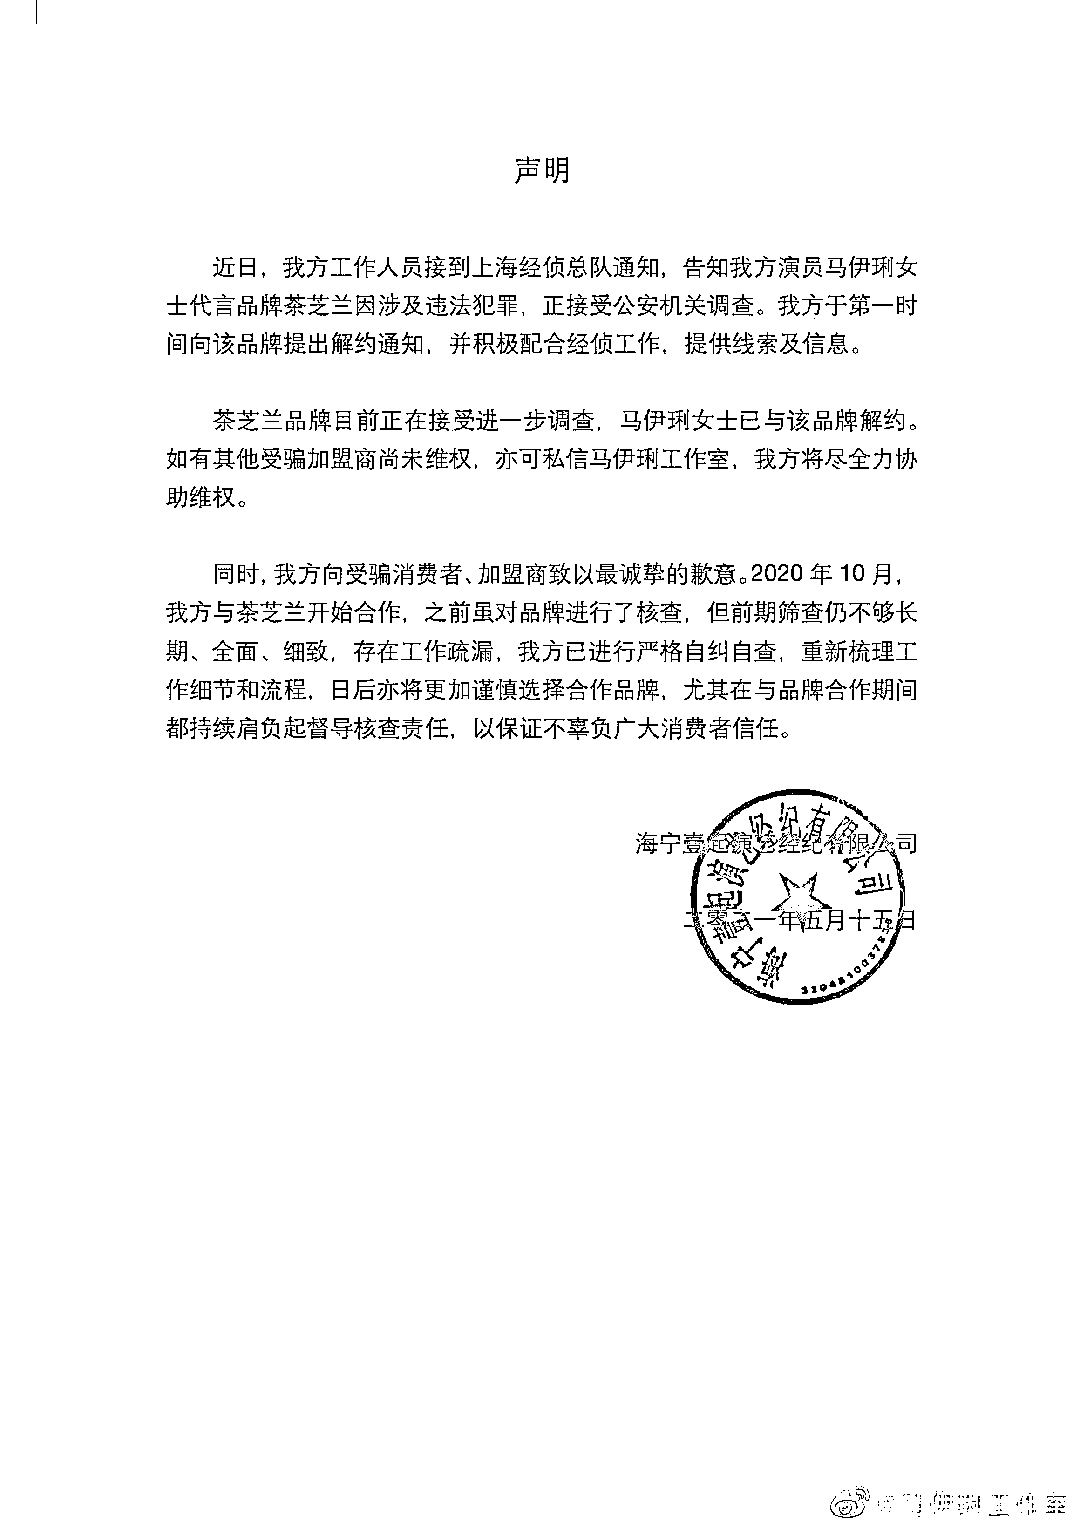 声明
近日，我方工作人员接到上海经侦总队通知，告知我方演员马伊琍女
士代言品牌茶芝兰因涉及违法犯罪，正接受公安机关调查。我方于第一时
间向该品牌提出解约通知，并积极配合经侦工作，提供线索及信息。
茶芝兰品牌目前正在接受进一步调查，马伊琍女士已与该品牌解约。
如有其他受骗加盟商尚未维权，亦可私信马伊琍工作室，我方将尽全力协
助维权。
同时，我方向受骗消费者、加盟商致以最诚挚的歉意。2020 年 10 月，
我方与茶芝兰开始合作，之前虽对品牌进行了核查，但前期筛查仍不够长
期、全面、细致，存在工作疏漏，我方已进行严格自纠自查，重新梳理工
作细节和流程，日后亦将更加谨慎选择合作品牌，尤其在与品牌合作期间
都持续肩负起督导核查责任，以保证不辜负广大消费者信任。
海宁壹起演艺经纪有限公司
二零二一年五月十五日
海宁壹起演艺经纪有限公司
@马伊琍工作室